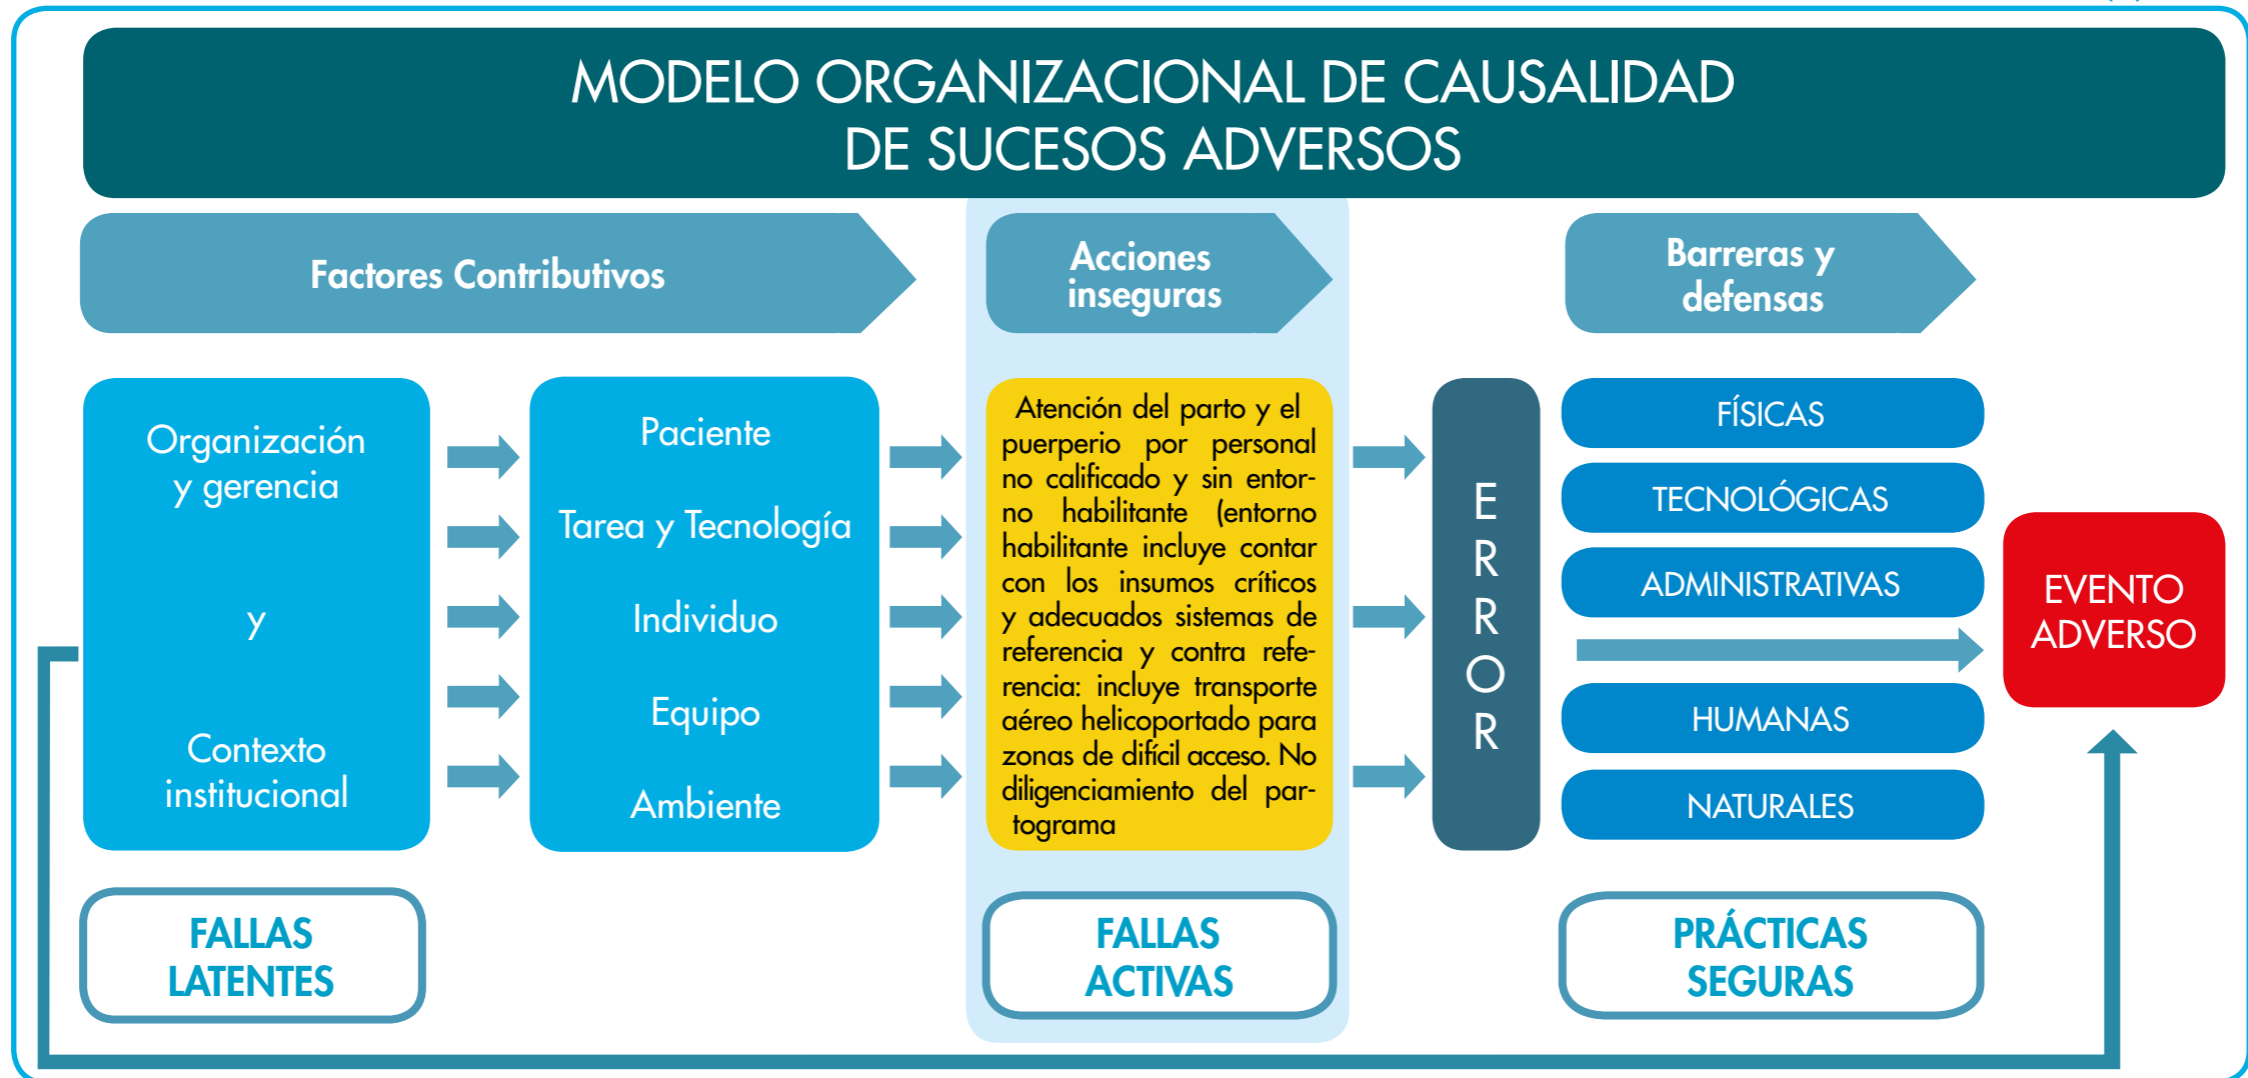 MODELO ORGANIZACIONAL DE CAUSALIDAD
DE SUCESOS ADVERSOS
Factores Contributivos
Acciones
inseguras
Barreras y
defensas
Organización
y gerencia
y
Contexto
institucional
Paciente
Tarea y Tecnología
Individuo
Equipo
Ambiente
Atención del parto y el
puerperio por personal
no calificado y sin entor-
no habilitante (entorno
habilitante incluye contar
con los insumos críticos
y adecuados sistemas de
referencia y contra refe-
rencia: incluye transporte
aéreo helicoportado para
zonas de difícil acceso. No
diligenciamiento del par-
tograma
E
R
R
O
R
FÍSICAS
TECNOLÓGICAS
ADMINISTRATIVAS
HUMANAS
NATURALES
EVENTO
ADVERSO
FALLAS
LATENTES
FALLAS
ACTIVAS
PRÁCTICAS
SEGURAS